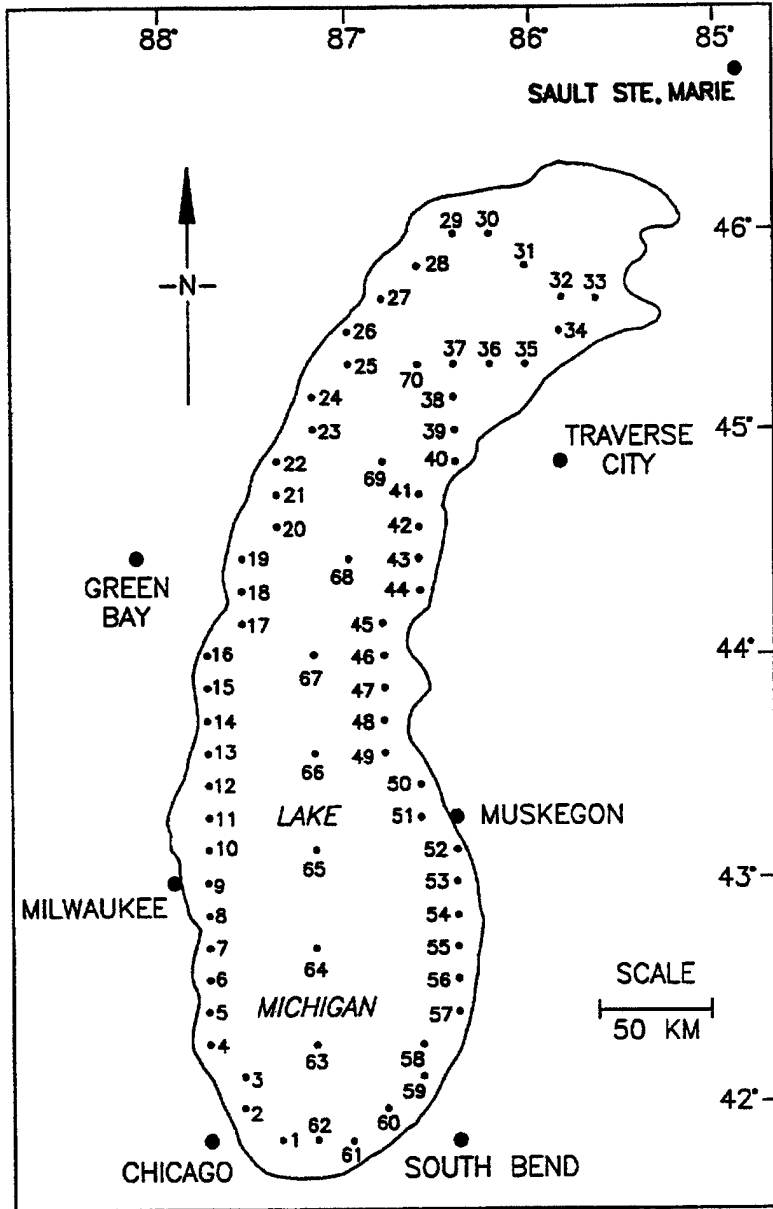 88° 87° 86° 85°
SAULT STE. MARIE
-N-
46°
29 30
28 31
27 32 33
26 34
25 70 37 36 35
24 38
23 39 45°
TRAVERSE
CITY
22 69 40
21 41
20 42
19 68 43
GREEN
BAY
18 44
17 45
16 67 46 44°
15 47
14 48
13 66 49
12 50
LAKE
11 51 MUSKEGON
10 65 52
9 53 43°
MILWAUKEE
8 54
7 64 55
6 56
SCALE
50 KM
MICHIGAN
5 57
4 63 58
3 59
2 60 42°
1 62 61
CHICAGO
SOUTH BEND